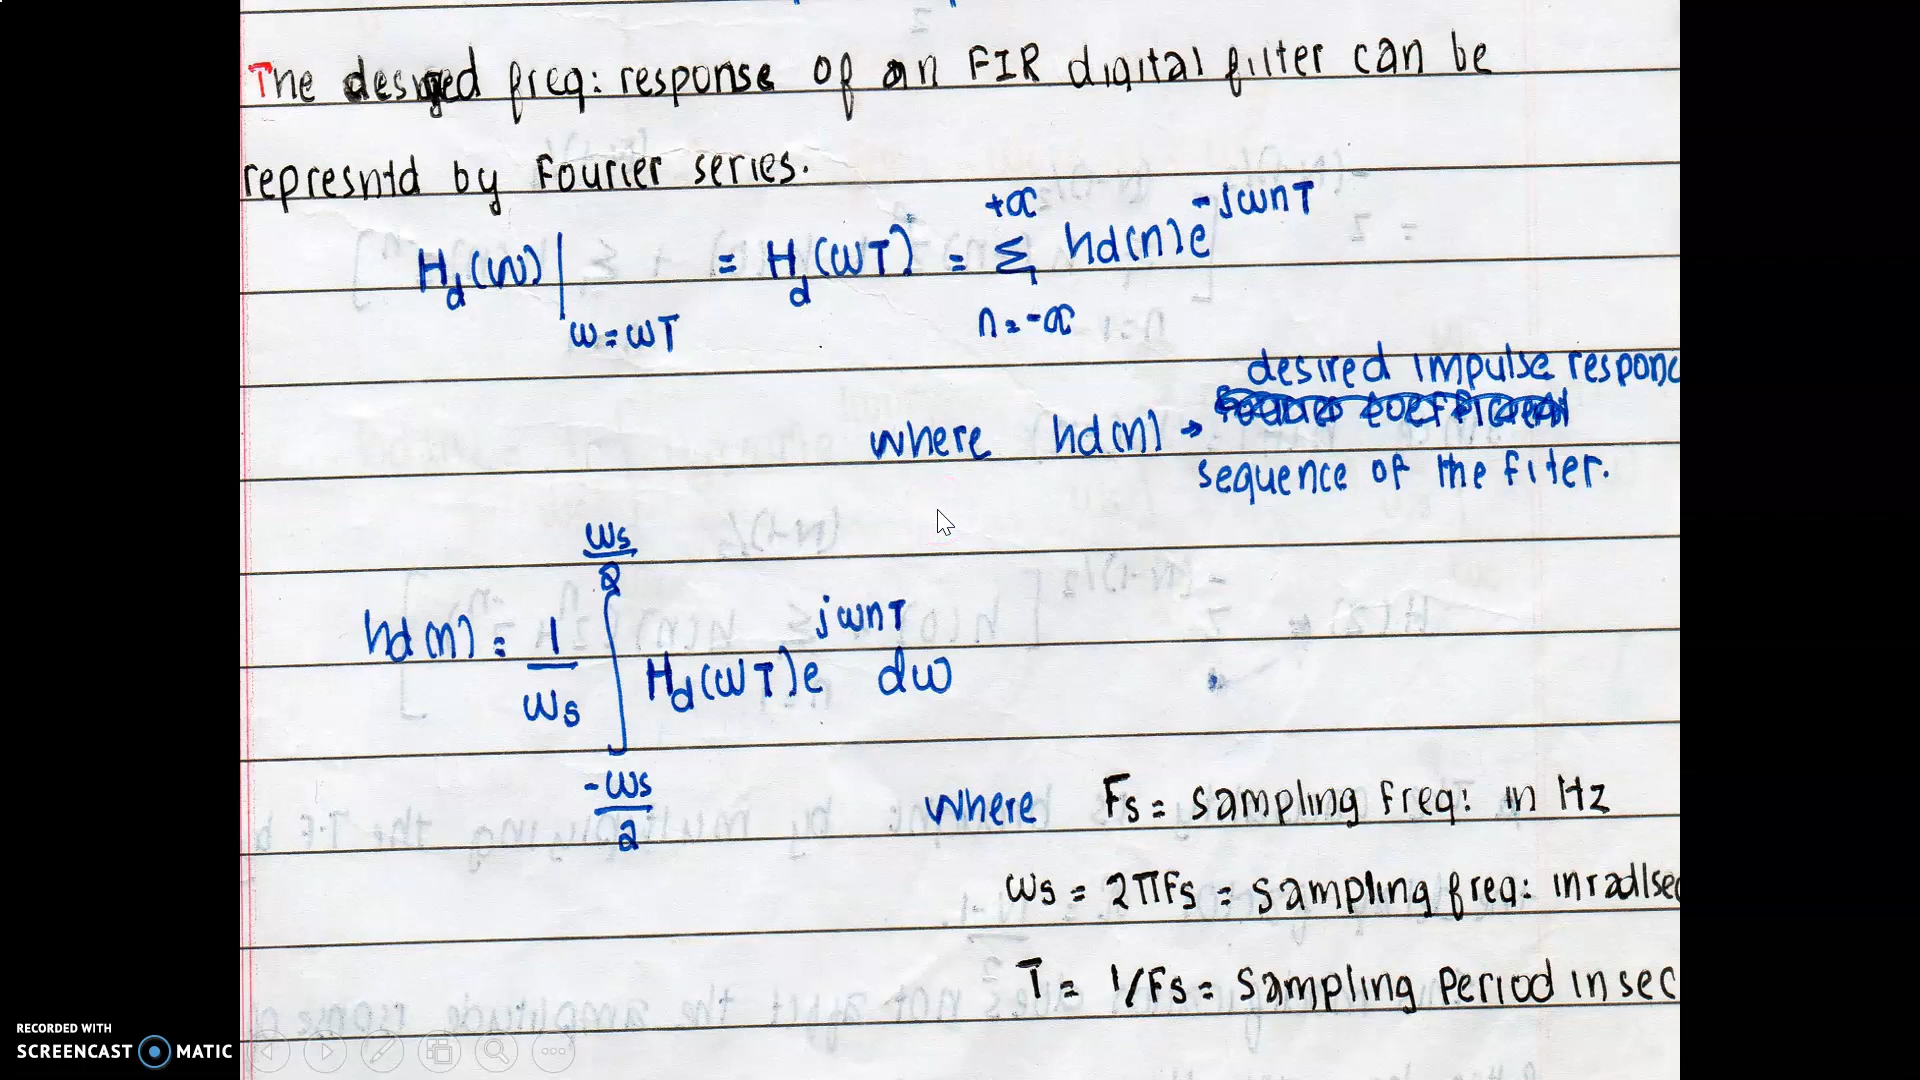 The desired freq: response of an FIR digital filter can be
represntd by Fourier series.
Hd(w)|w=ωT = Hd(ωT) = Σ n=-∝ +∝ hd(n)e^-jωnT
where hd(n) → desired impulse responc
sequence of the filter.
hd(n) = 1/ωs ∫ -ωs/2 ωs/2 Hd(ωT)e^jωnT dω
where Fs = sampling freq: in Hz
ωs = 2πFs = sampling freq: in rad/sec
T = 1/Fs = Sampling Period in sec
RECORDED WITH
SCREENCAST MATIC